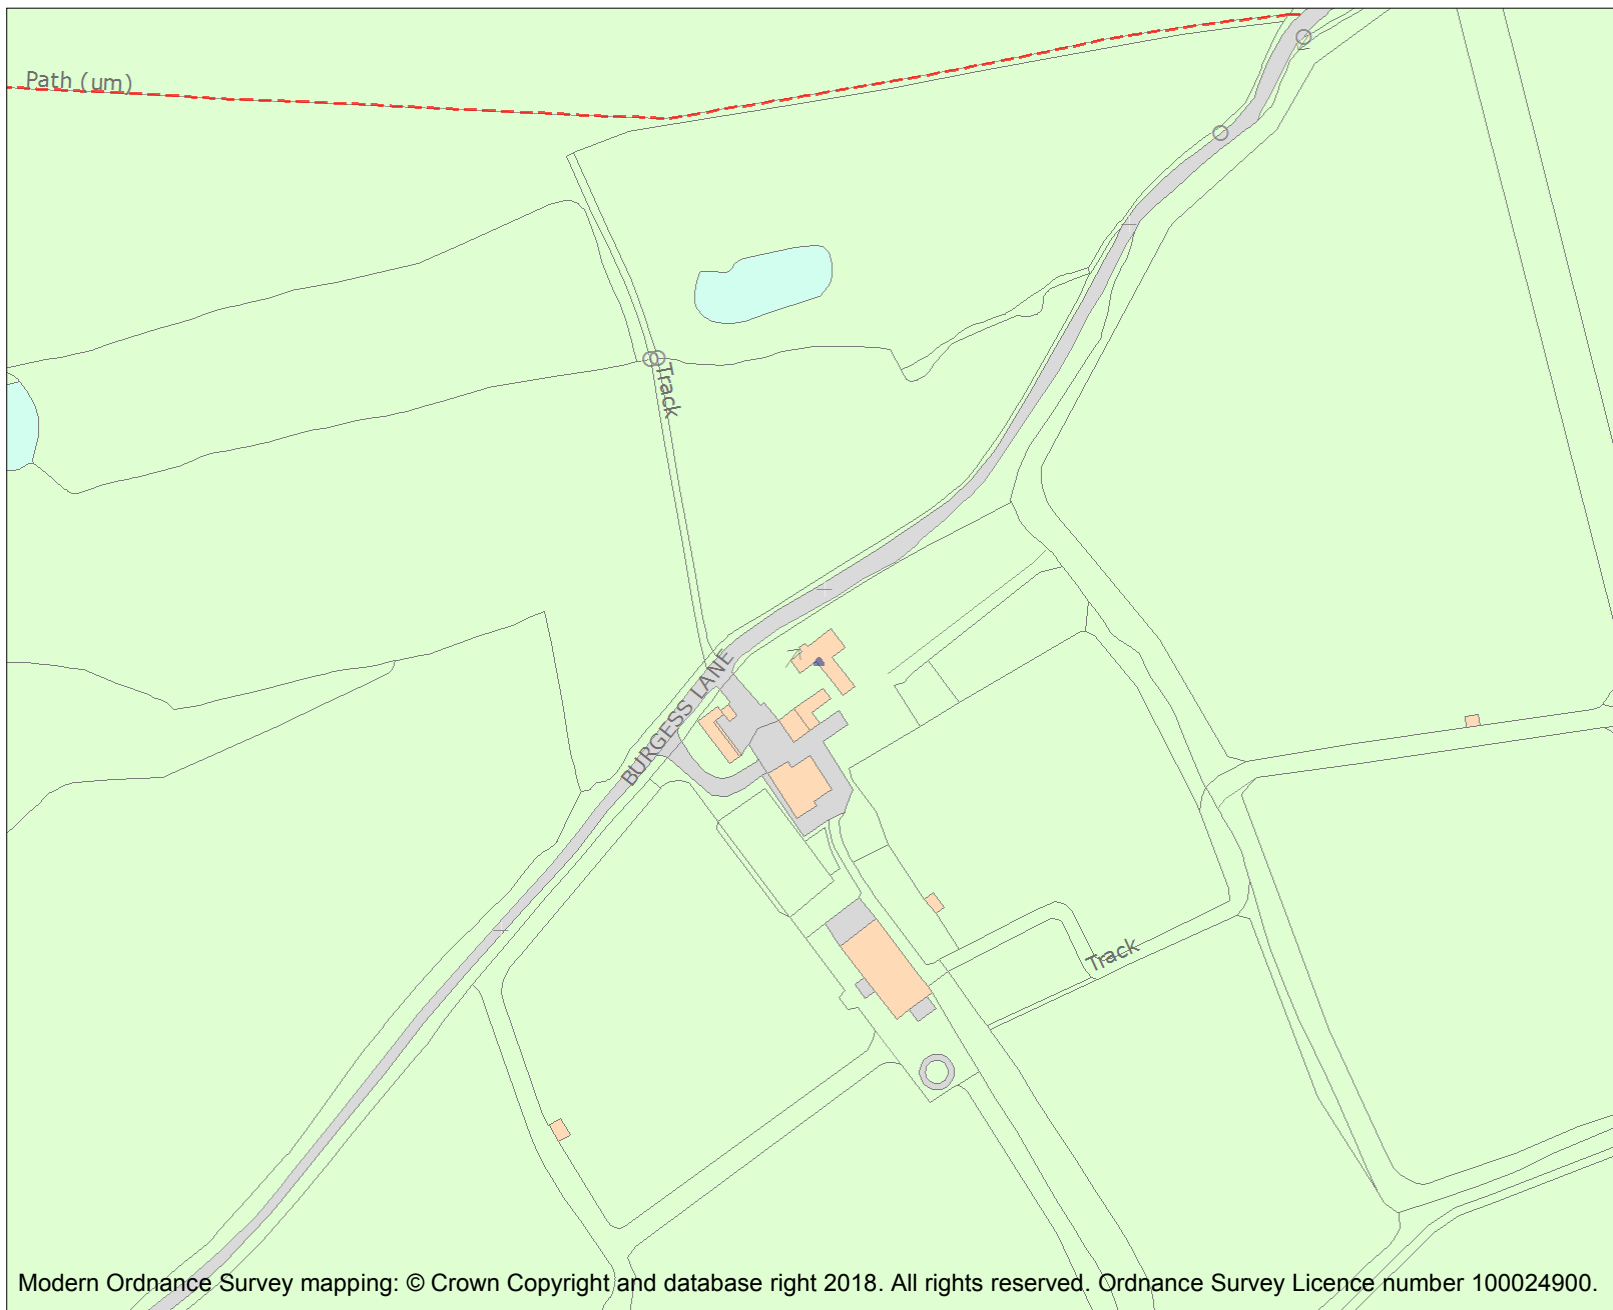 Path (um)
Track
BURGESS LANE
Track
Modern Ordnance Survey mapping: © Crown Copyright and database right 2018. All rights reserved. Ordnance Survey Licence number 100024900.